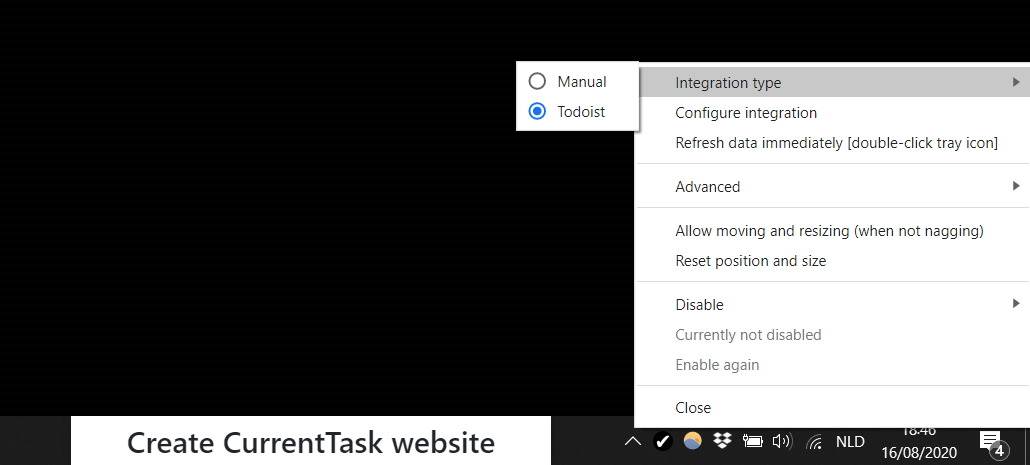 Manual
Todoist
Integration type
Configure integration
Refresh data immediately [double-click tray icon]
Advanced
Allow moving and resizing (when not nagging)
Reset position and size
Disable
Currently not disabled
Enable again
Close
Create CurrentTask website
NLD
18:46
16/08/2020
4